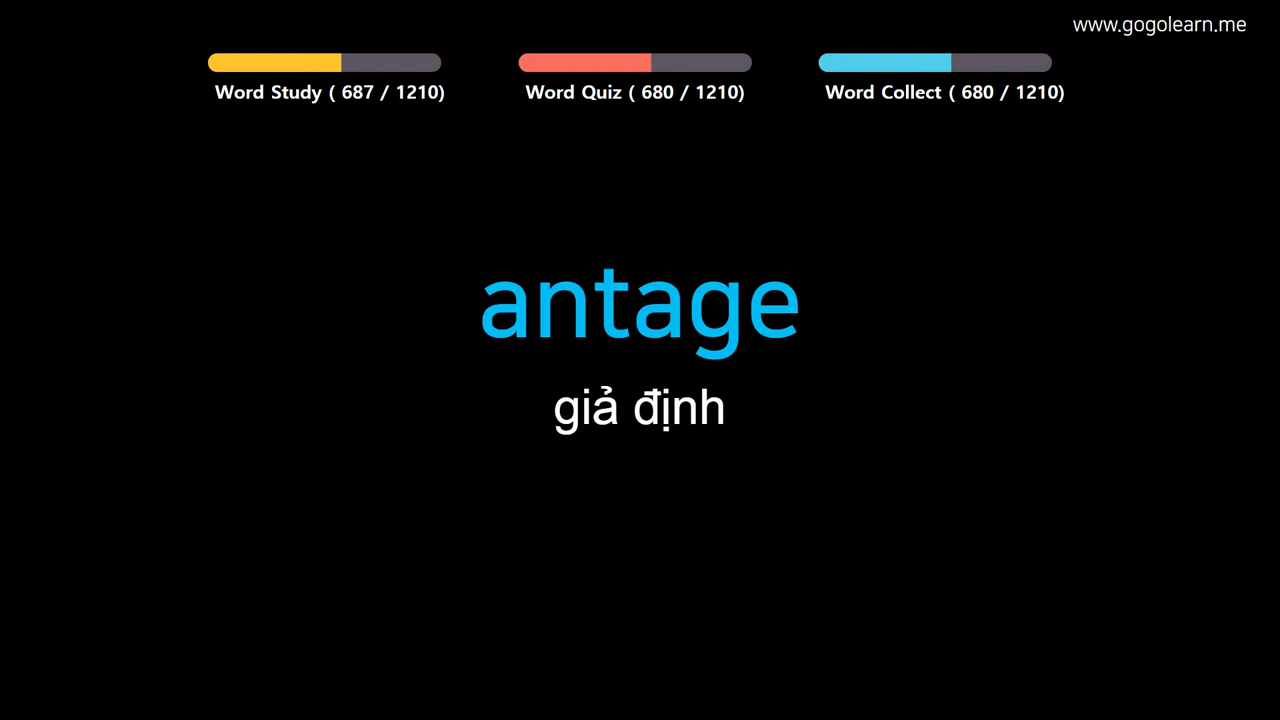 www.gogolearn.me
Word Study ( 687 / 1210)
Word Quiz ( 680 / 1210)
Word Collect ( 680 / 1210)
antage
giả định